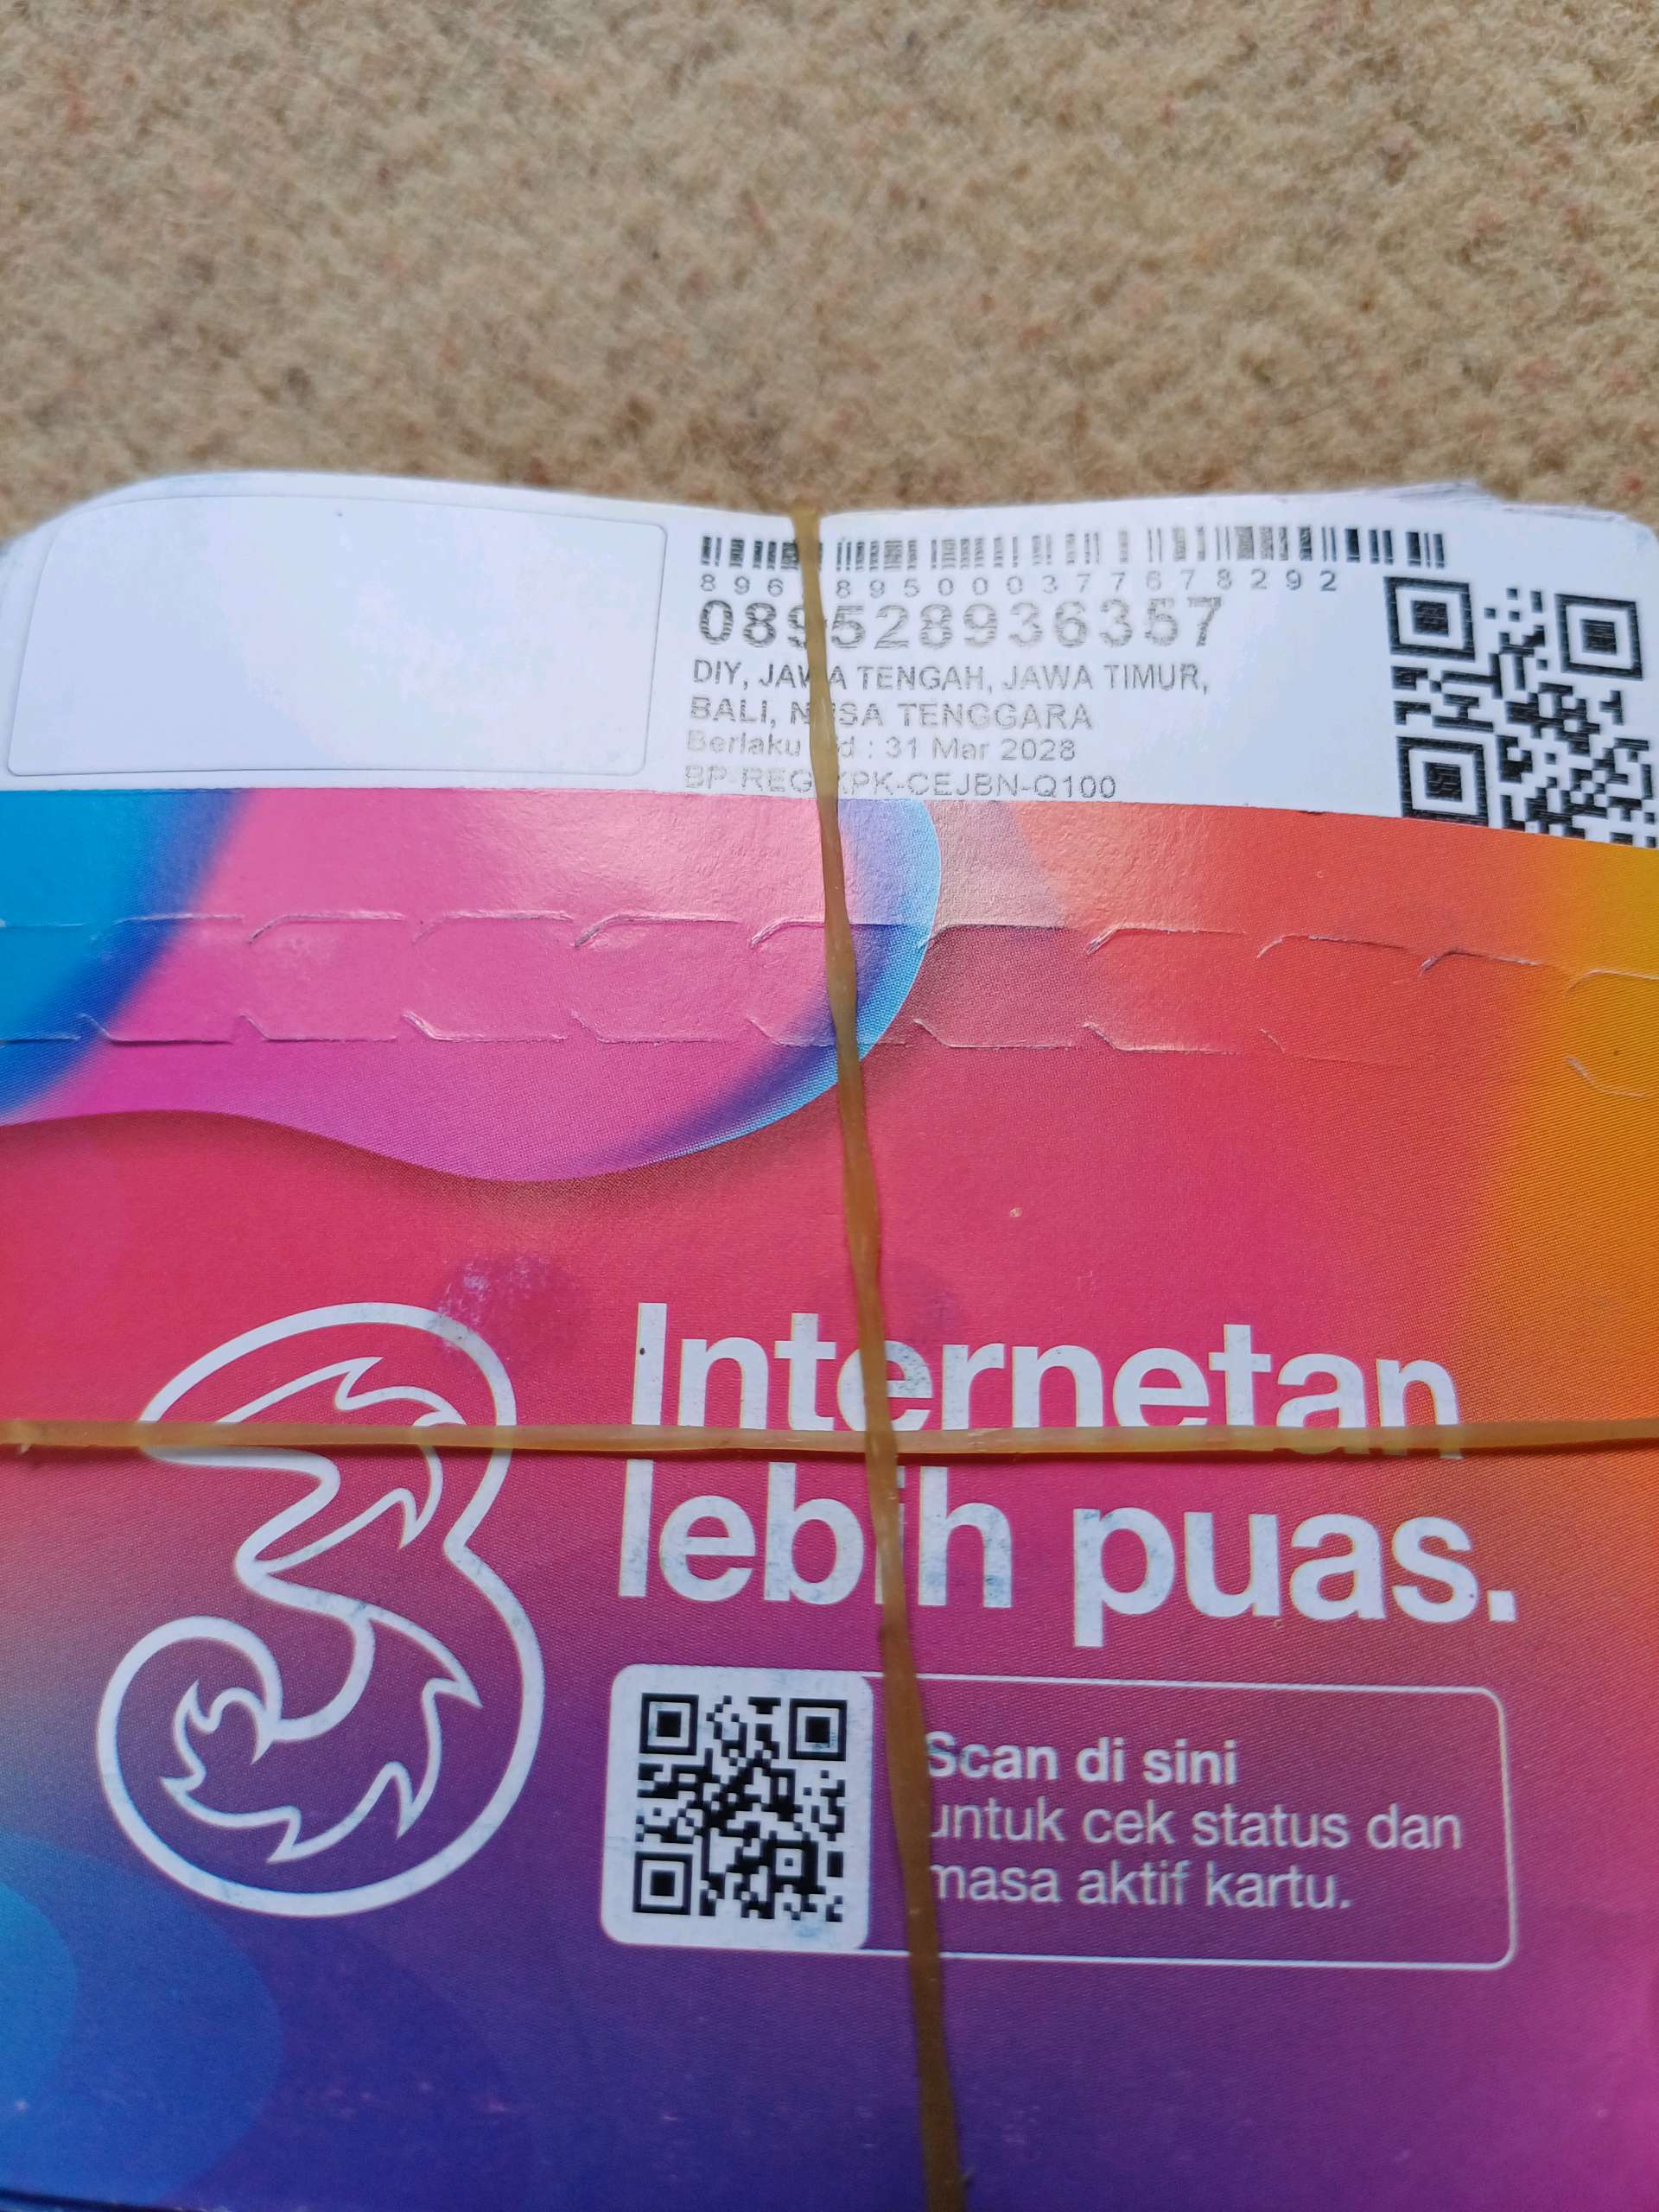 895000377678292
089528936357
DIY, JAWA TENGAH, JAWA TIMUR,
BALI, NUSA TENGGARA
Berlaku : 31 Mar 2028
Internetan
lebih puas.
Scan di sini
untuk cek status dan
masa aktif kartu.